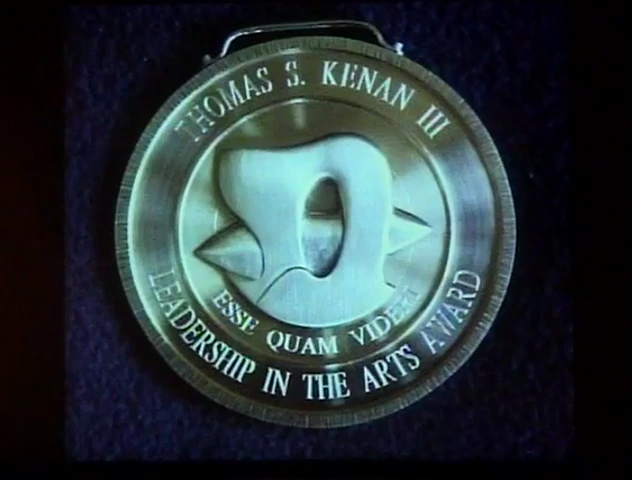 THOMAS S. KENAN III
ESSE QUAM VIDERI
LEADERSHIP IN THE ARTS AWARD